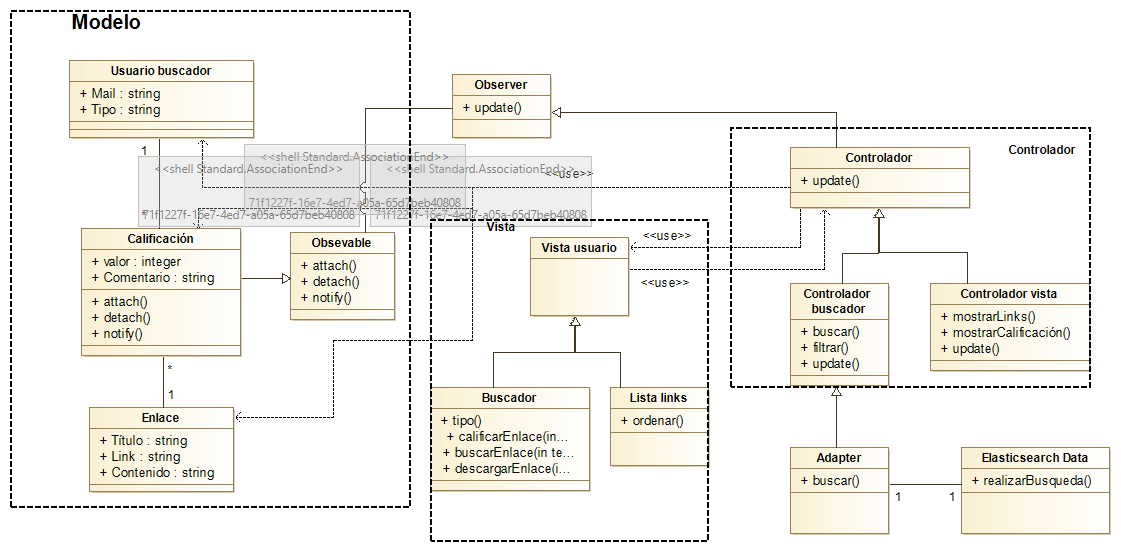 Modelo
Usuario buscador
+ Mail : string
+ Tipo : string
1
*
Calificación
+ valor : integer
+ Comentario : string
+ attach()
+ detach()
+ notify()
*
1
Enlace
+ Título : string
+ Link : string
+ Contenido : string
<<shell Standard.AssociationEnd>>
71f1227f-16e7-4ed7-a05a-65d7beb40808
<<shell Standard.AssociationEnd>>
71f1227f-16e7-4ed7-a05a-65d7beb40808
<<shell Standard.AssociationEnd>>
71f1227f-16e7-4ed7-a05a-65d7beb40808
Obsevable
+ attach()
+ detach()
+ notify()
Observer
+ update()
<<use>>
Vista
Vista usuario
<<use>>
<<use>>
Buscador
+ tipo()
+ calificarEnlace(in...
+ buscarEnlace(in te...
+ descargarEnlace(i...
Lista links
+ ordenar()
Controlador
Controlador
+ update()
Controlador
buscador
+ buscar()
+ filtrar()
+ update()
Controlador vista
+ mostrarLinks()
+ mostrarCalificación()
+ update()
Adapter
+ buscar()
1
1
Elasticsearch Data
+ realizarBusqueda()